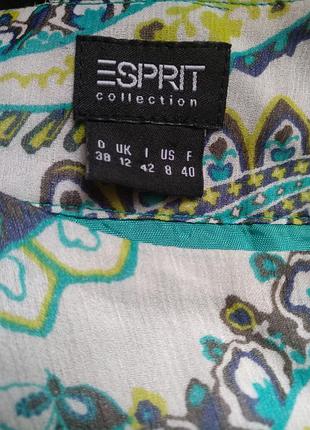 ESPRIT
collection
D UK I US F
38 12 42 8 40